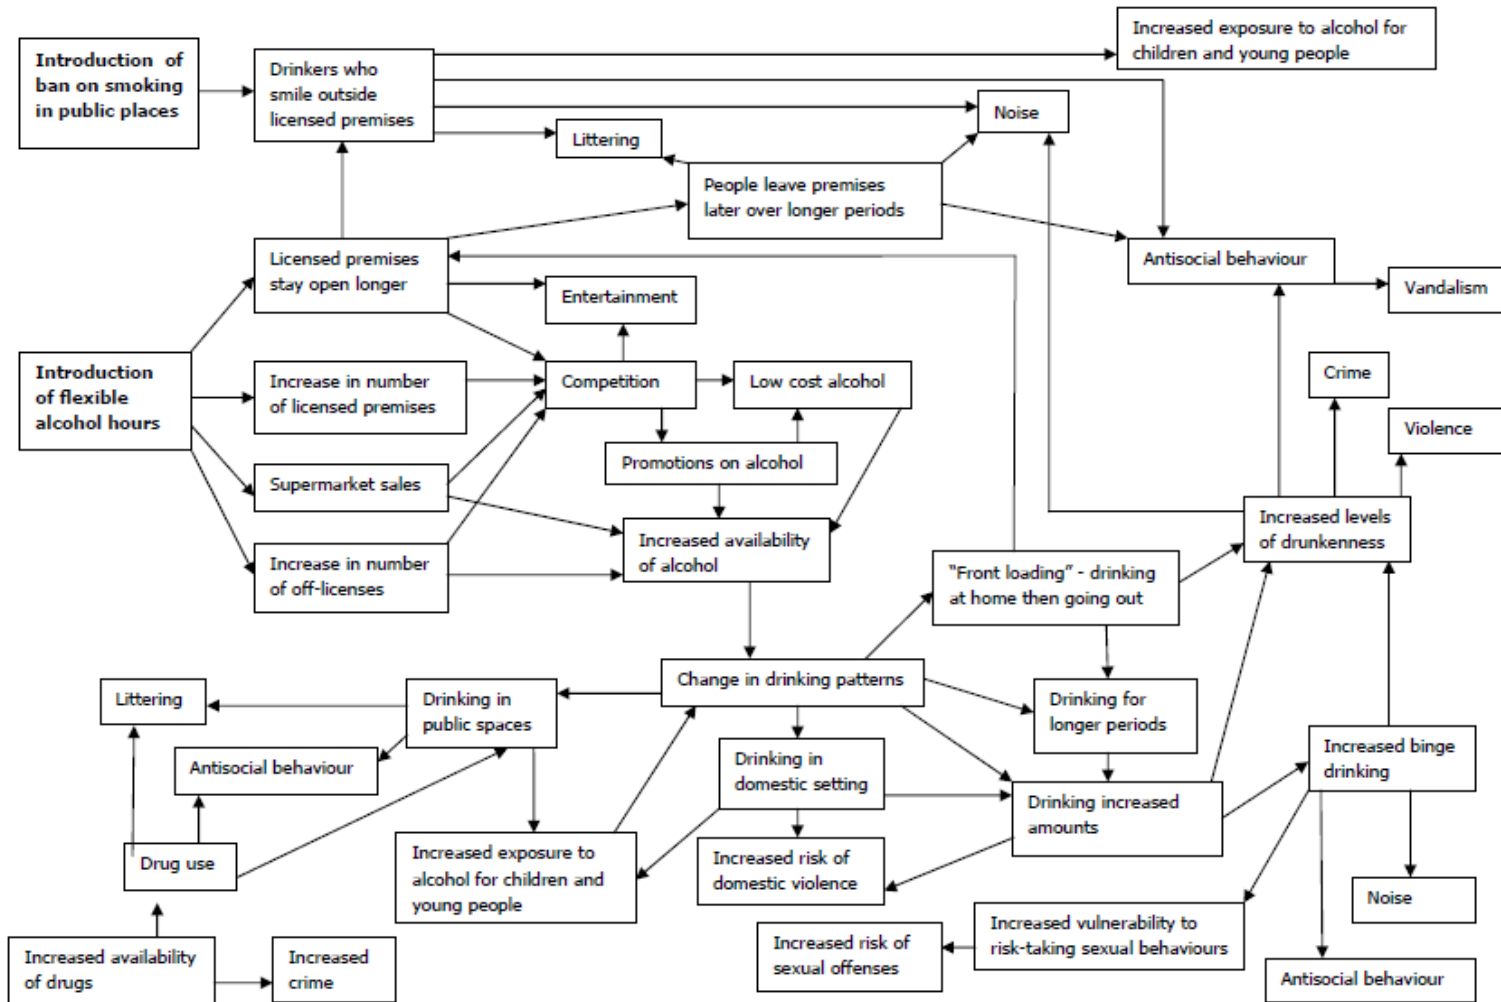 Increased exposure to alcohol for
children and young people
Introduction of
ban on smoking
in public places
Drinkers who
smile outside
licensed premises
Noise
Littering
People leave premises
later over longer periods
Licensed premises
stay open longer
Antisocial behaviour
Vandalism
Entertainment
Introduction
of flexible
alcohol hours
Increase in number
of licensed premises
Competition
Low cost alcohol
Crime
Violence
Promotions on alcohol
Supermarket sales
Increased availability
of alcohol
Increased levels
of drunkenness
Increase in number
of off-licenses
"Front loading" - drinking
at home then going out
Change in drinking patterns
Littering
Drinking in
public spaces
Drinking for
longer periods
Antisocial behaviour
Drinking in
domestic setting
Increased binge
drinking
Drinking increased
amounts
Drug use
Increased exposure to
alcohol for children and
young people
Increased risk of
domestic violence
Noise
Increased vulnerability to
risk-taking sexual behaviours
Increased risk of
sexual offenses
Increased availability
of drugs
Increased
crime
Antisocial behaviour